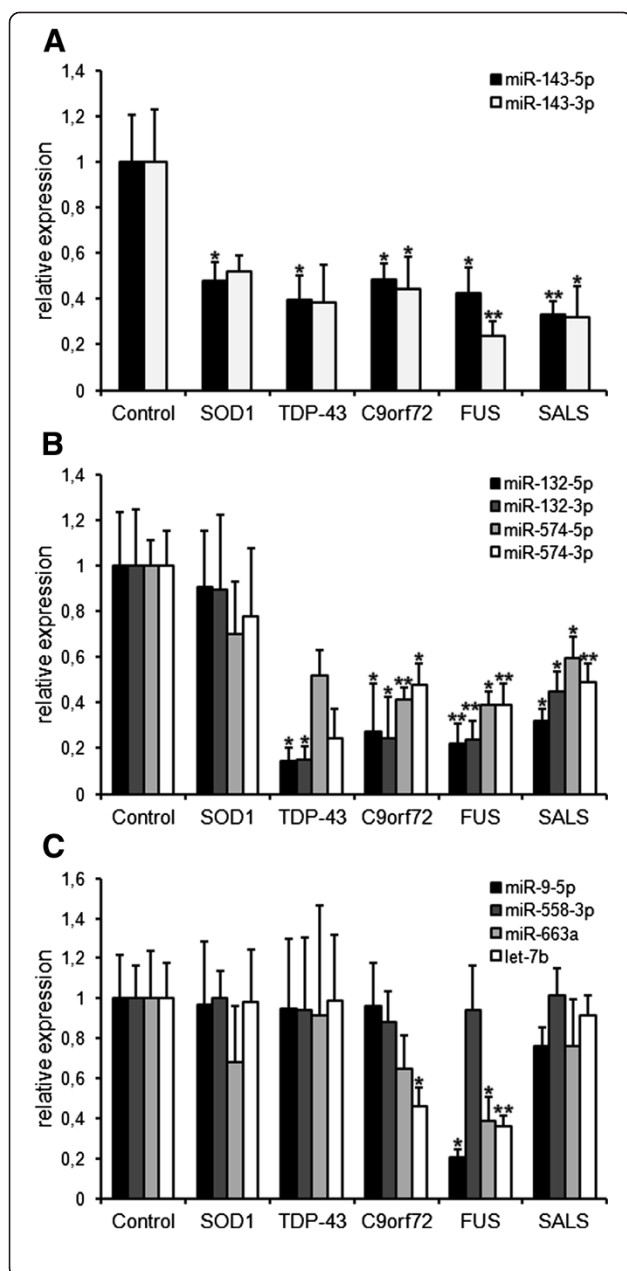 A
1,4
1,2
1
0,8
0,6
0,4
0,2
0
relative expression
miR-143-5p
miR-143-3p
* * * * * ** ** *
Control SOD1 TDP-43 C9orf72 FUS SALS
B
1,4
1,2
1
0,8
0,6
0,4
0,2
0
relative expression
miR-132-5p
miR-132-3p
miR-574-5p
miR-574-3p
* * * * ** * ** ** * ** * * * **
Control SOD1 TDP-43 C9orf72 FUS SALS
C
1,6
1,4
1,2
1
0,8
0,6
0,4
0,2
0
relative expression
miR-9-5p
miR-558-3p
miR-663a
let-7b
* * * **
Control SOD1 TDP-43 C9orf72 FUS SALS